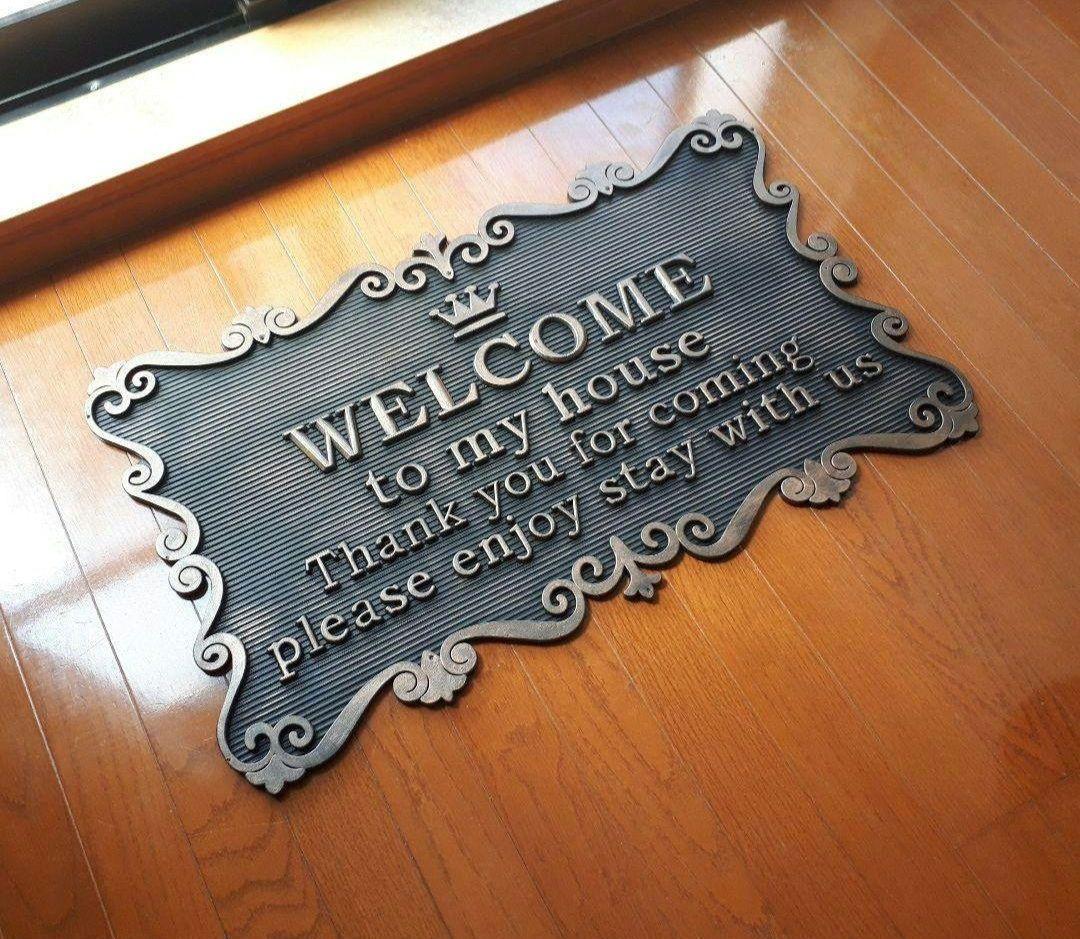 WELCOME
to my house
Thank you for coming
please enjoy stay with us